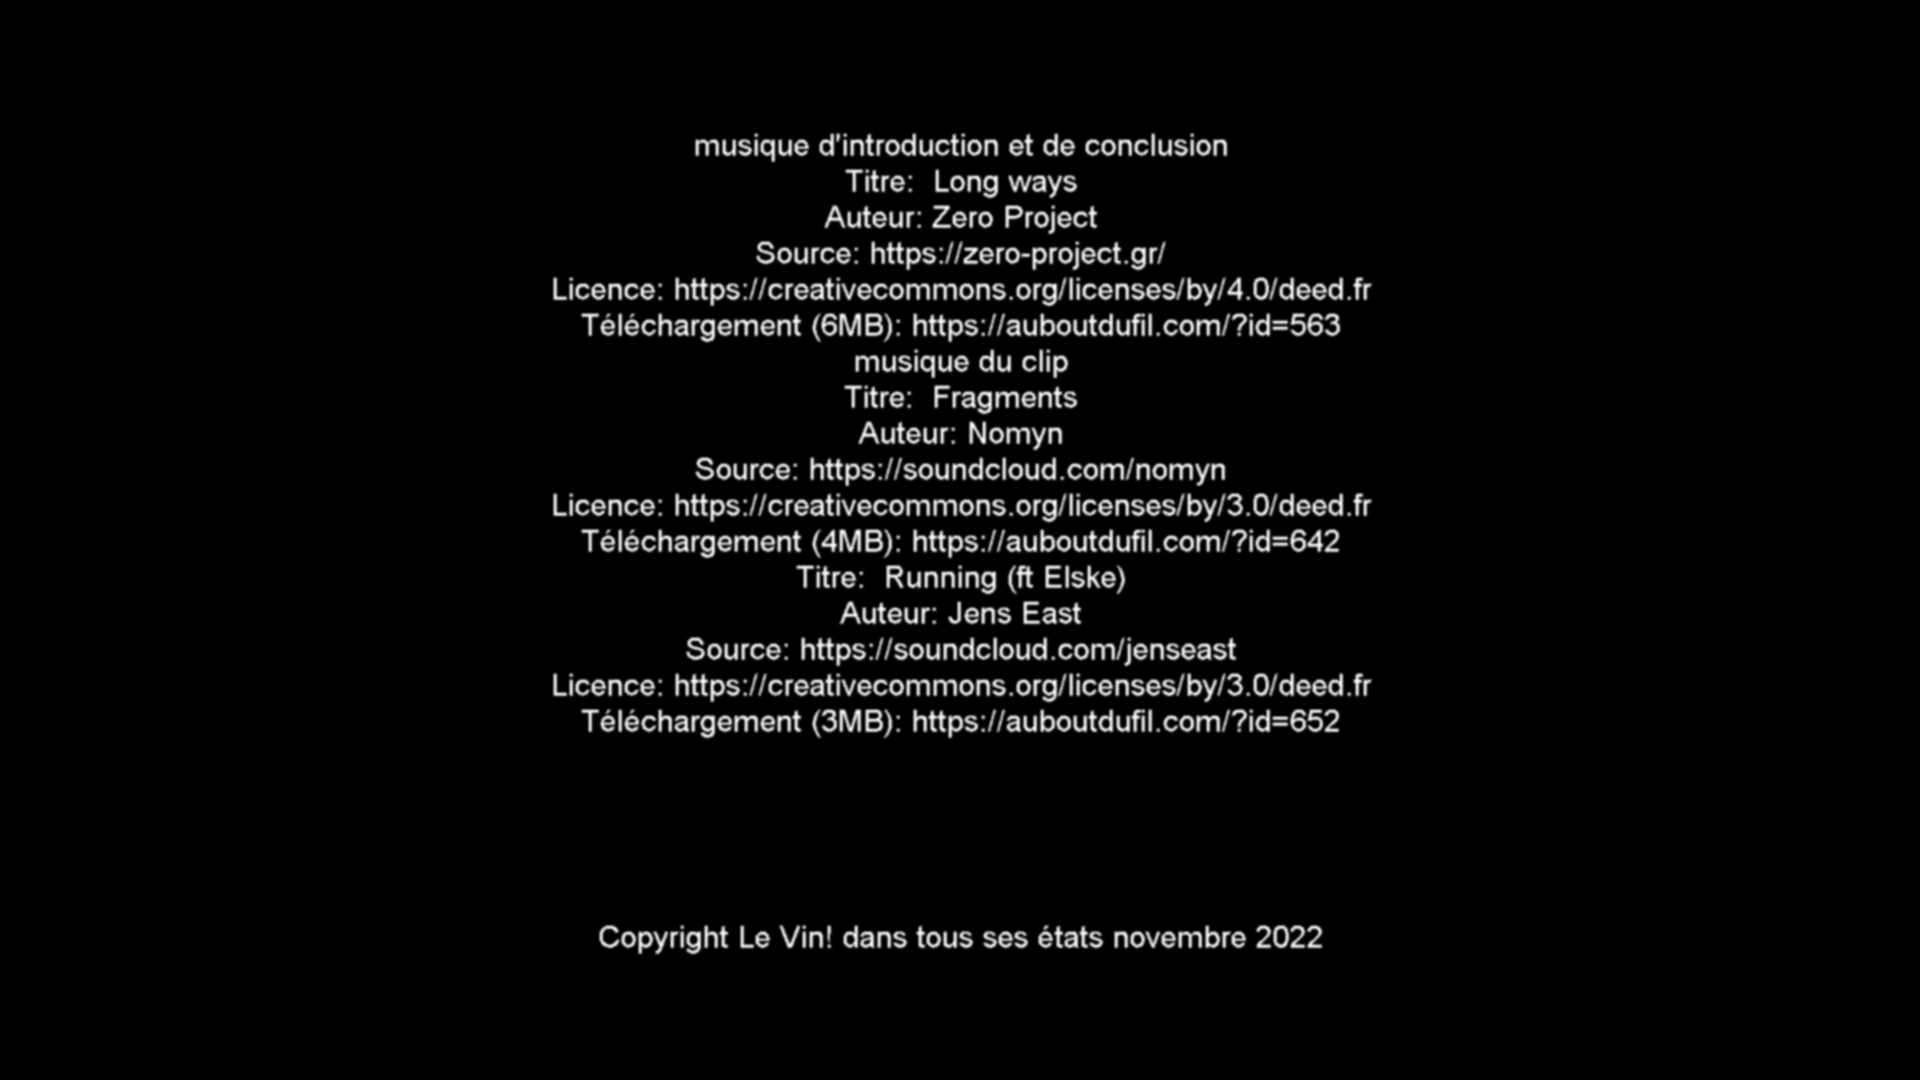 musique d'introduction et de conclusion
Titre:  Long ways
Auteur: Zero Project
Source: https://zero-project.gr/
Licence: https://creativecommons.org/licenses/by/4.0/deed.fr
Téléchargement (6MB): https://auboutdufil.com/?id=563
musique du clip
Titre:  Fragments
Auteur: Nomyn
Source: https://soundcloud.com/nomyn
Licence: https://creativecommons.org/licenses/by/3.0/deed.fr
Téléchargement (4MB): https://auboutdufil.com/?id=642
Titre:  Running (ft Elske)
Auteur: Jens East
Source: https://soundcloud.com/jenseast
Licence: https://creativecommons.org/licenses/by/3.0/deed.fr
Téléchargement (3MB): https://auboutdufil.com/?id=652
Copyright Le Vin! dans tous ses états novembre 2022